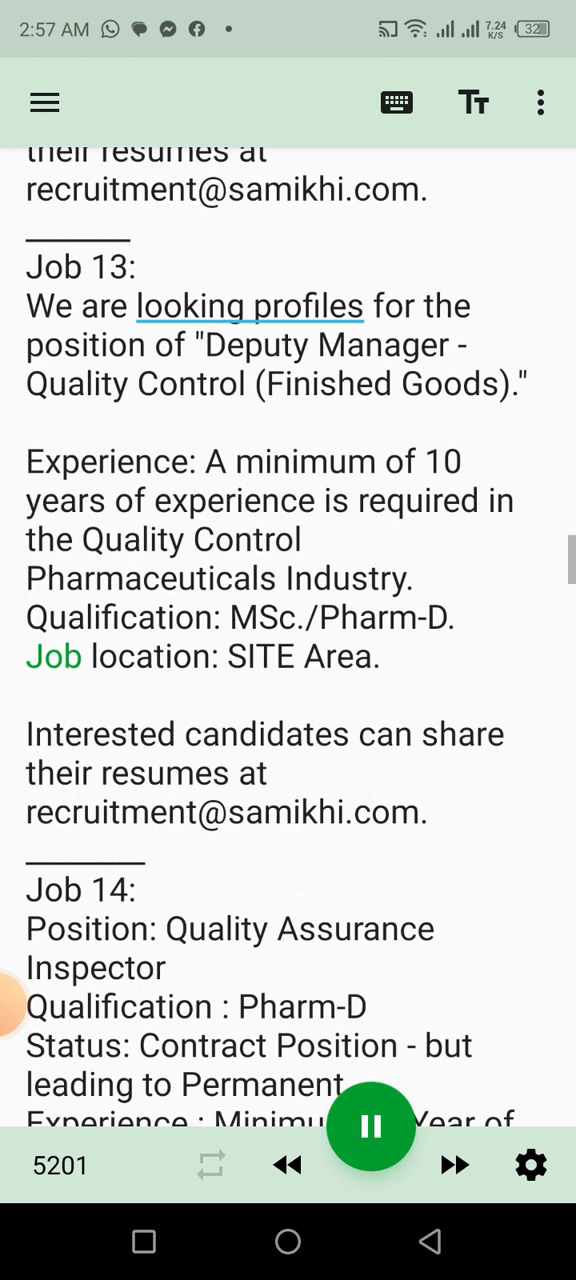 2:57 AM
7.24
K/S
32
TT
their resumes at
recruitment@samikhi.com.
Job 13:
We are looking profiles for the
position of "Deputy Manager -
Quality Control (Finished Goods)."
Experience: A minimum of 10
years of experience is required in
the Quality Control
Pharmaceuticals Industry.
Qualification: MSc./Pharm-D.
Job location: SITE Area.
Interested candidates can share
their resumes at
recruitment@samikhi.com.
Job 14:
Position: Quality Assurance
Inspector
Qualification : Pharm-D
Status: Contract Position - but
leading to Permanent
Experience : Year of
5201